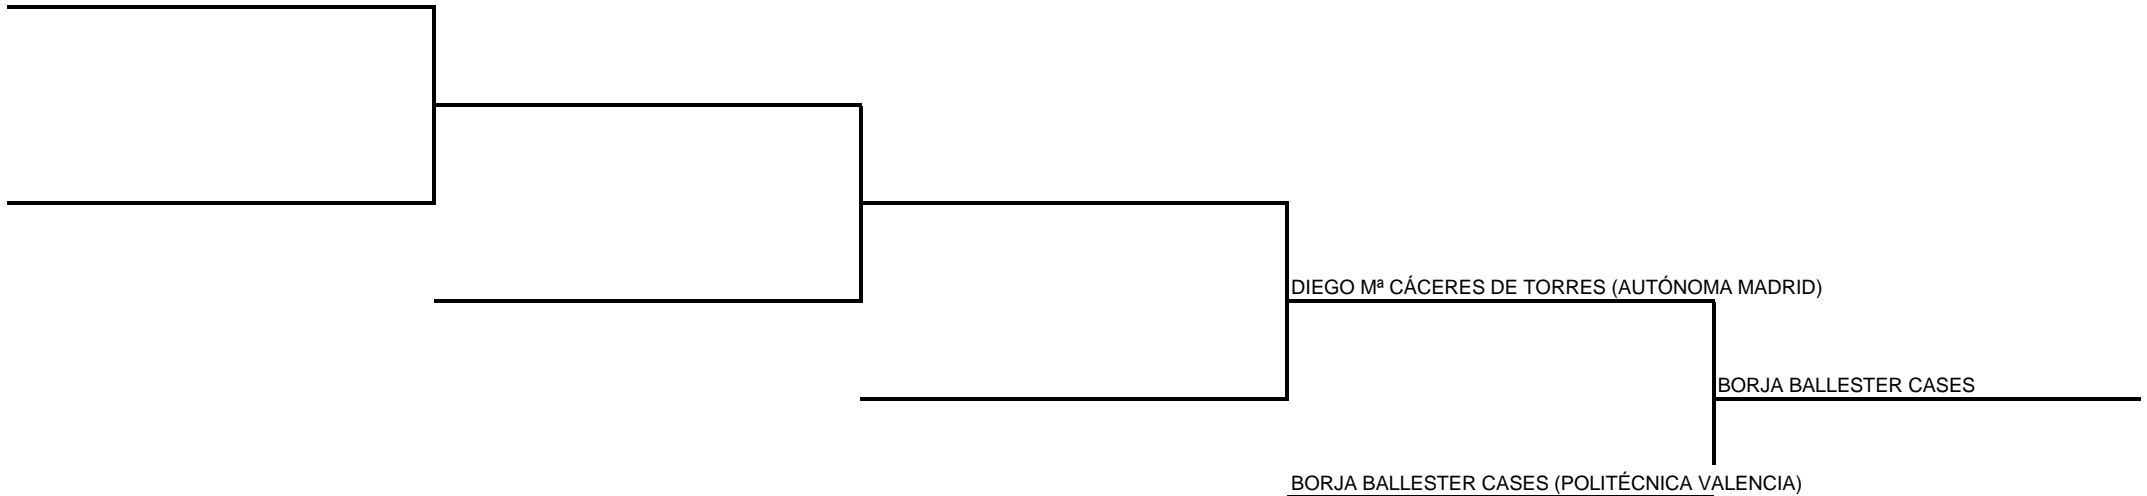 DIEGO Mª CÁCERES DE TORRES (AUTÓNOMA MADRID)
BORJA BALLESTER CASES
BORJA BALLESTER CASES (POLITÉCNICA VALENCIA)